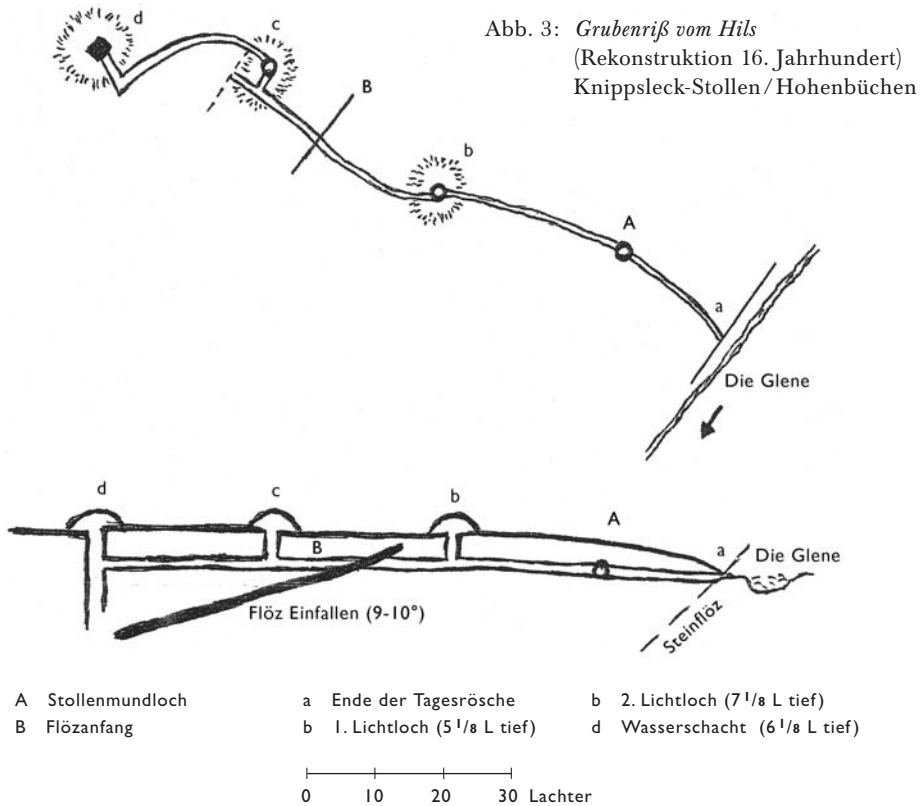 Abb. 3: Grubenriß vom Hils
(Rekonstruktion 16. Jahrhundert)
Knippsleck-Stollen / Hohenbüchen
d
c
B
b
A
a
Die Glene
d
c
b
A
B
a
Die Glene
Flöz Einfallen (9-10°)
Steinflöz
A Stollenmundloch
B Flözanfang
a Ende der Tagesrösche
b 1. Lichtloch (5 1/8 L tief)
b 2. Lichtloch (7 1/8 L tief)
d Wasserschacht (6 1/8 L tief)
0 10 20 30 Lachter